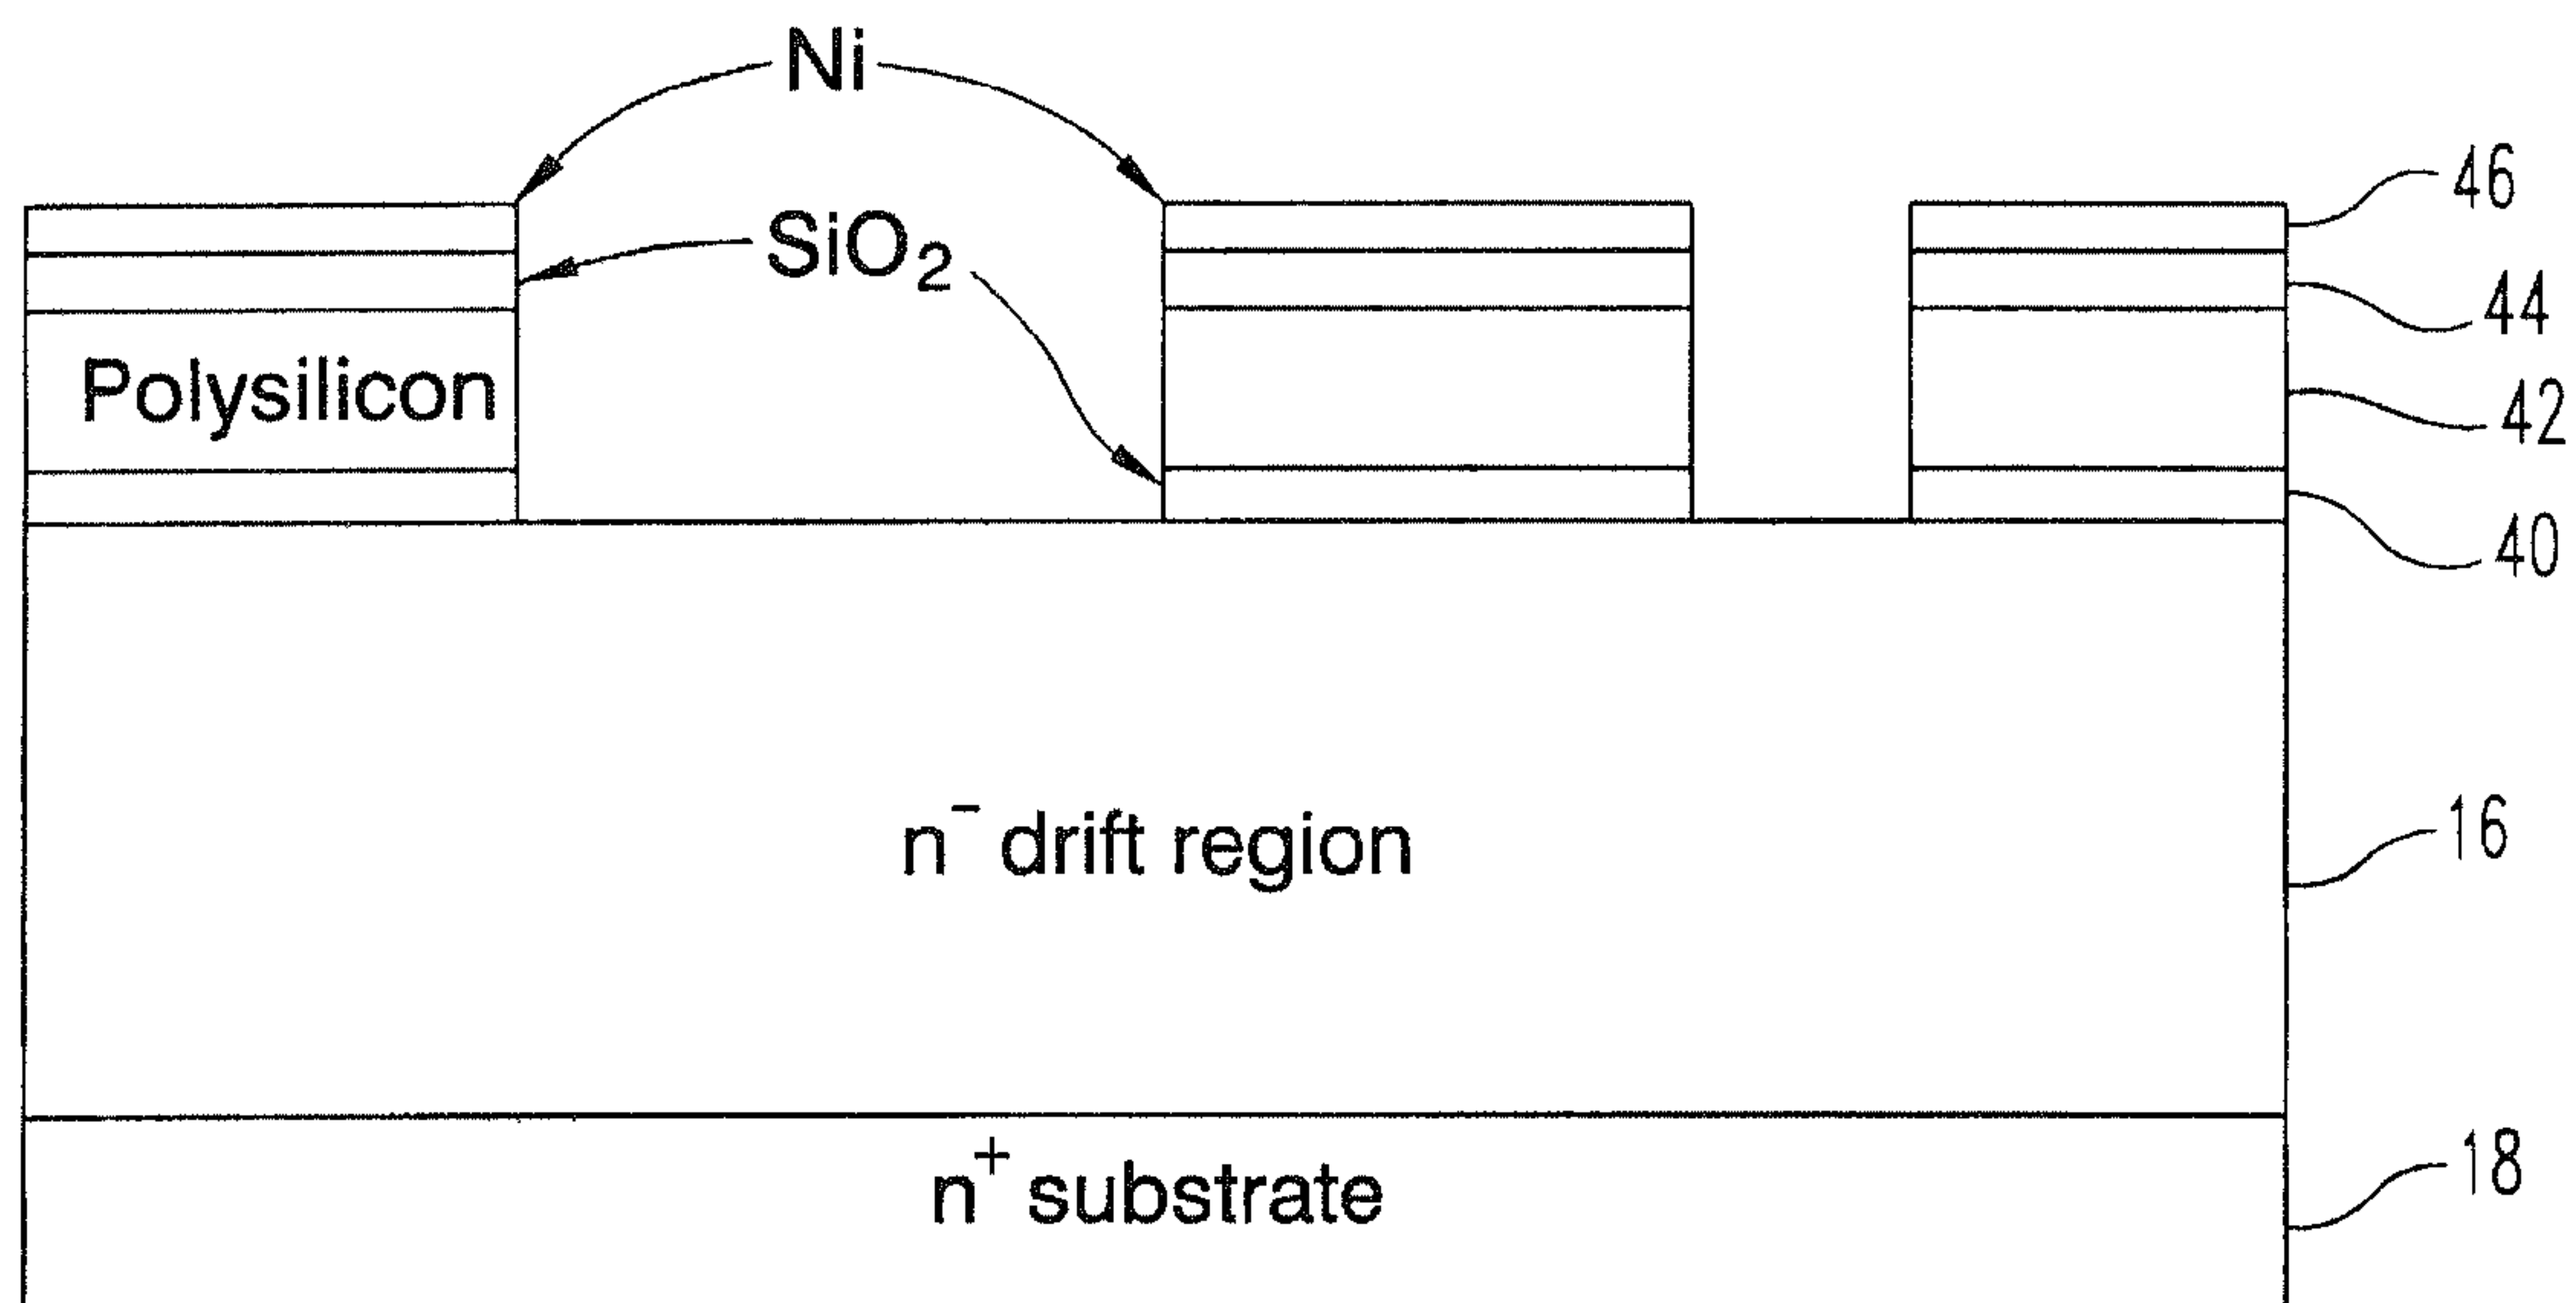 Ni
46
SiO₂
44
Polysilicon
42
40
n⁻ drift region
16
n⁺ substrate
18